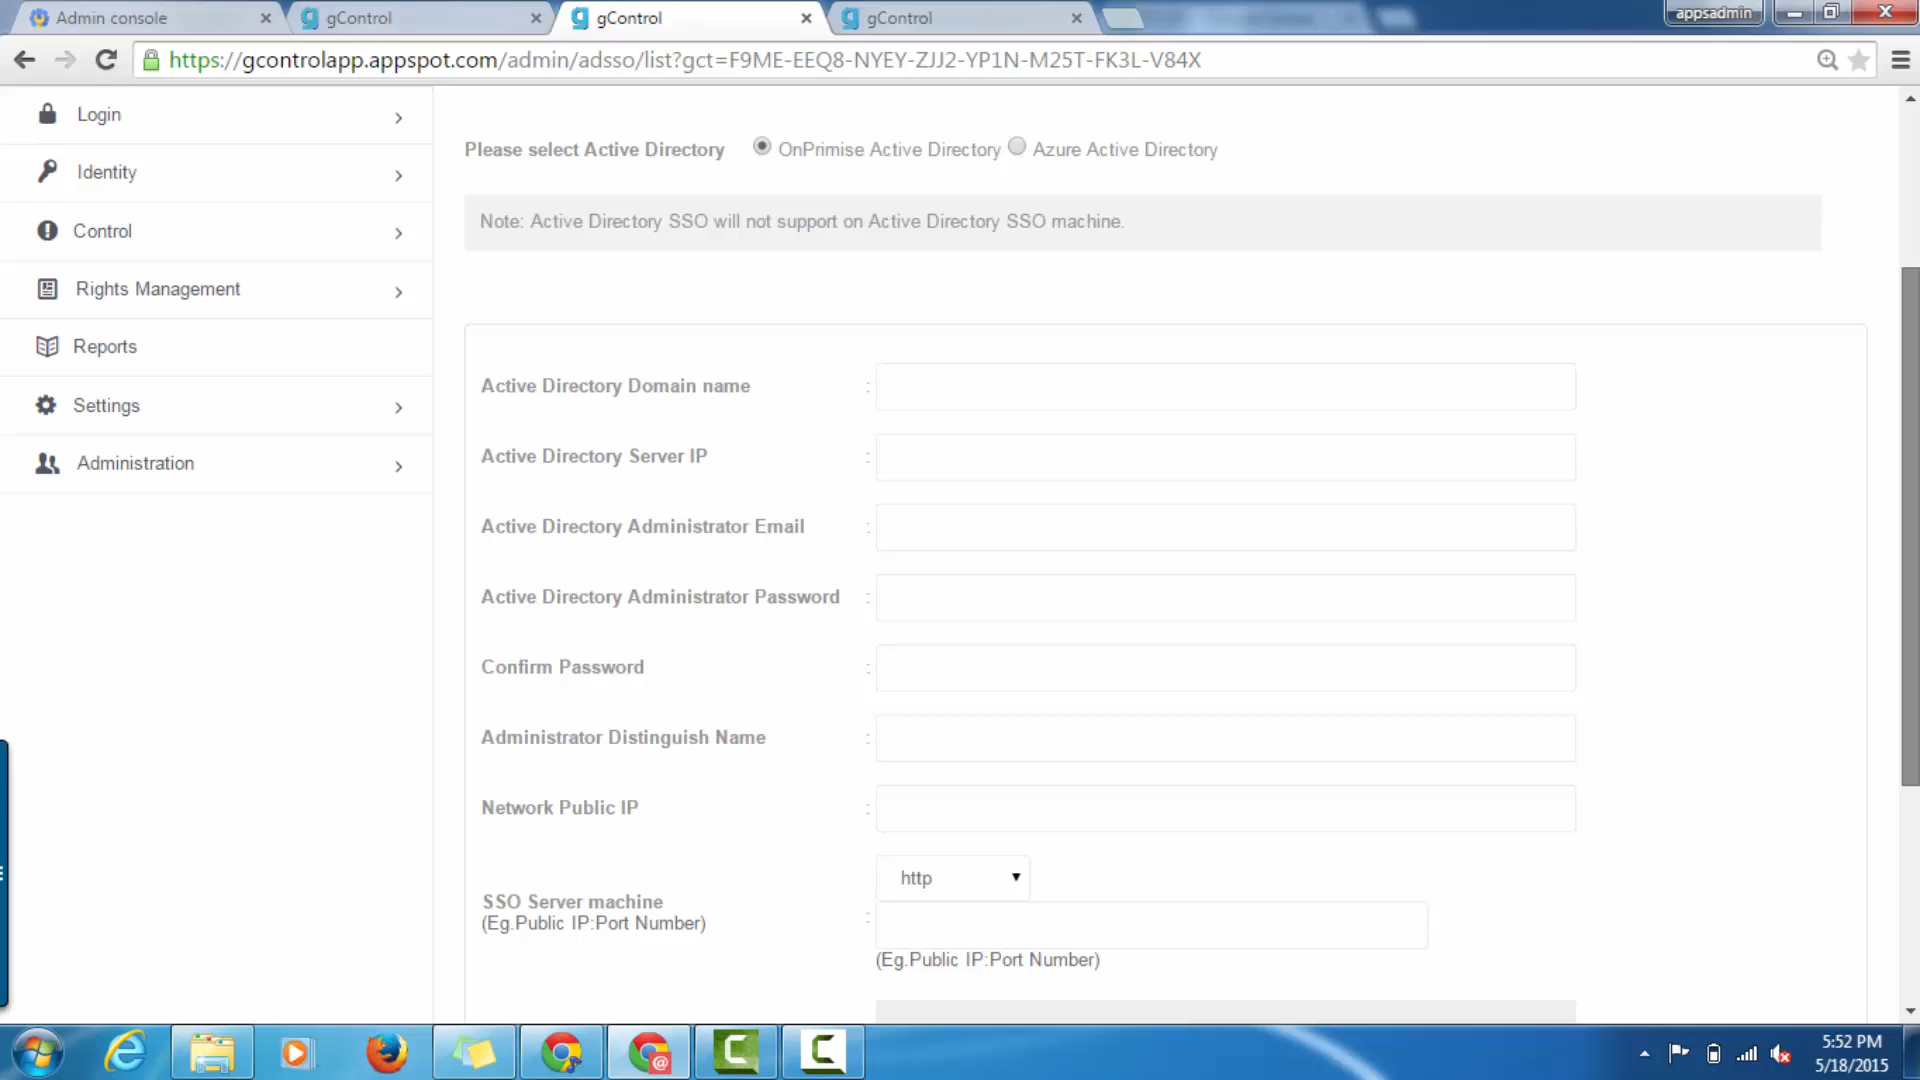 Admin console
gControl
gControl
gControl
appsadmin
https://gcontrolapp.appspot.com/admin/adsso/list?gct=F9ME-EEQ8-NYEY-ZJJ2-YP1N-M25T-FK3L-V84X
Login
Identity
Control
Rights Management
Reports
Settings
Administration
Please select Active Directory OnPrimise Active Directory Azure Active Directory
Note: Active Directory SSO will not support on Active Directory SSO machine.
Active Directory Domain name :
Active Directory Server IP :
Active Directory Administrator Email :
Active Directory Administrator Password :
Confirm Password :
Administrator Distinguish Name :
Network Public IP :
http
SSO Server machine
(Eg.Public IP:Port Number) :
(Eg.Public IP:Port Number)
5:52 PM
5/18/2015